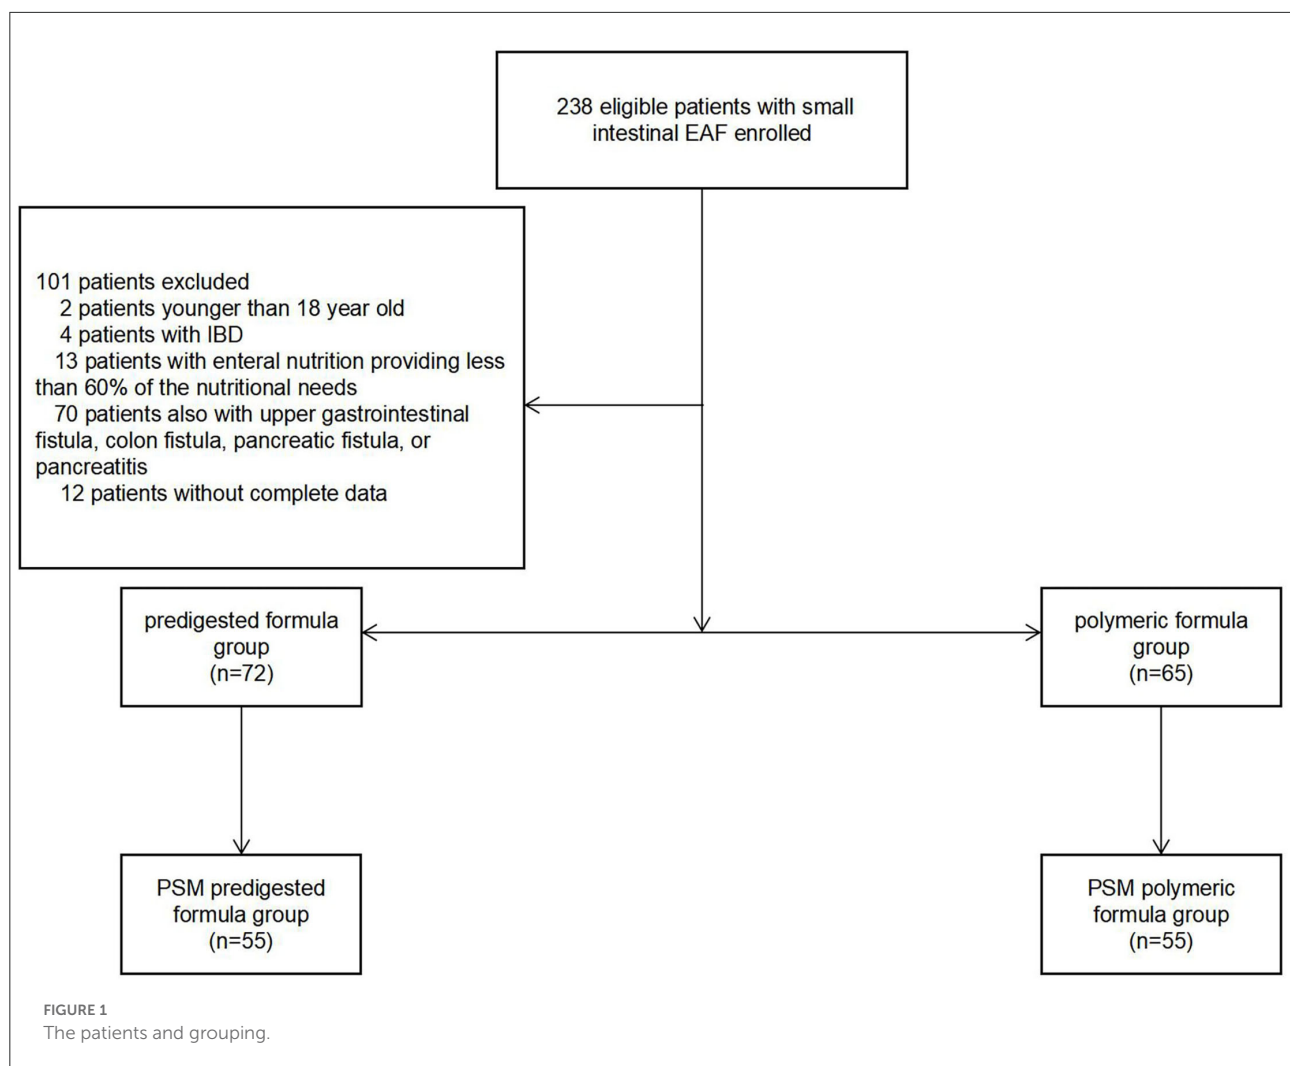 238 eligible patients with small
intestinal EAF enrolled
101 patients excluded
2 patients younger than 18 year old
4 patients with IBD
13 patients with enteral nutrition providing less
than 60% of the nutritional needs
70 patients also with upper gastrointestinal
fistula, colon fistula, pancreatic fistula, or
pancreatitis
12 patients without complete data
predigested formula
group
(n=72)
polymeric formula
group
(n=65)
PSM predigested
formula group
(n=55)
PSM polymeric
formula group
(n=55)
FIGURE 1
The patients and grouping.